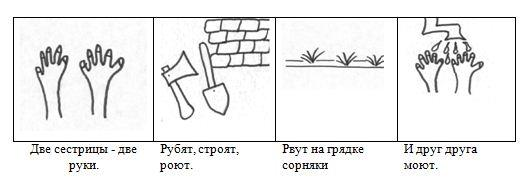 Две сестрицы - две
руки.
Рубят, строят,
роют.
Рвут на грядке
сорняки
И друг друга
моют.